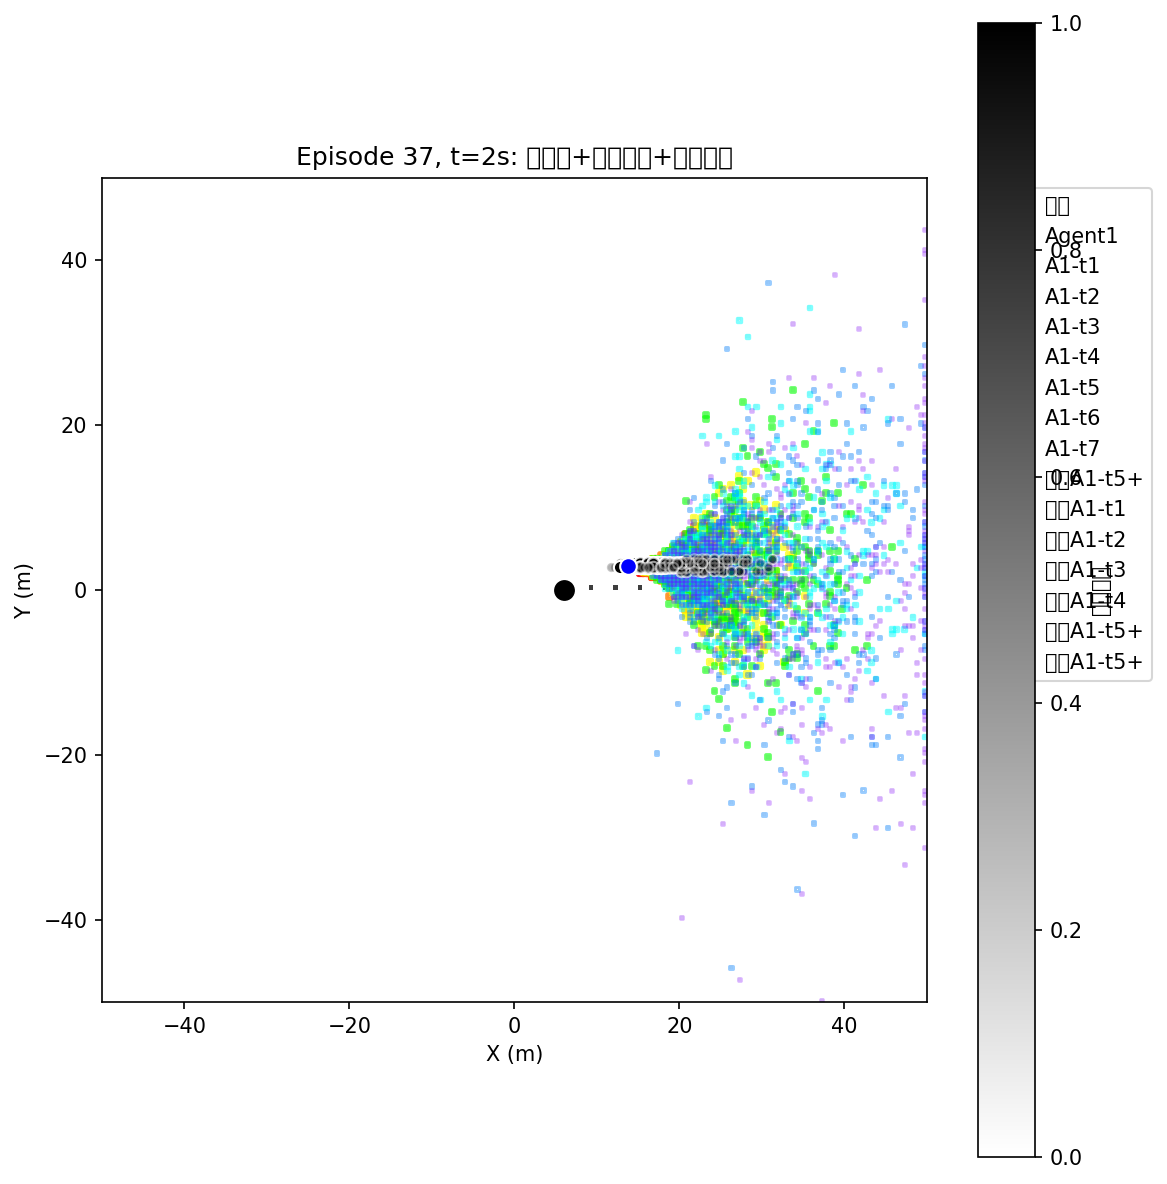 Episode 37, t=2s: □□□+□□□□+□□□□
Y (m)
40
20
0
−20
−40
−40
−20
0
20
40
X (m)
1.0
0.8
0.6
0.4
0.2
0.0
□□
Agent1
A1-t1
A1-t2
A1-t3
A1-t4
A1-t5
A1-t6
A1-t7
□□A1-t5+
□□A1-t1
□□A1-t2
□□A1-t3
□□A1-t4
□□A1-t5+
□□A1-t5+